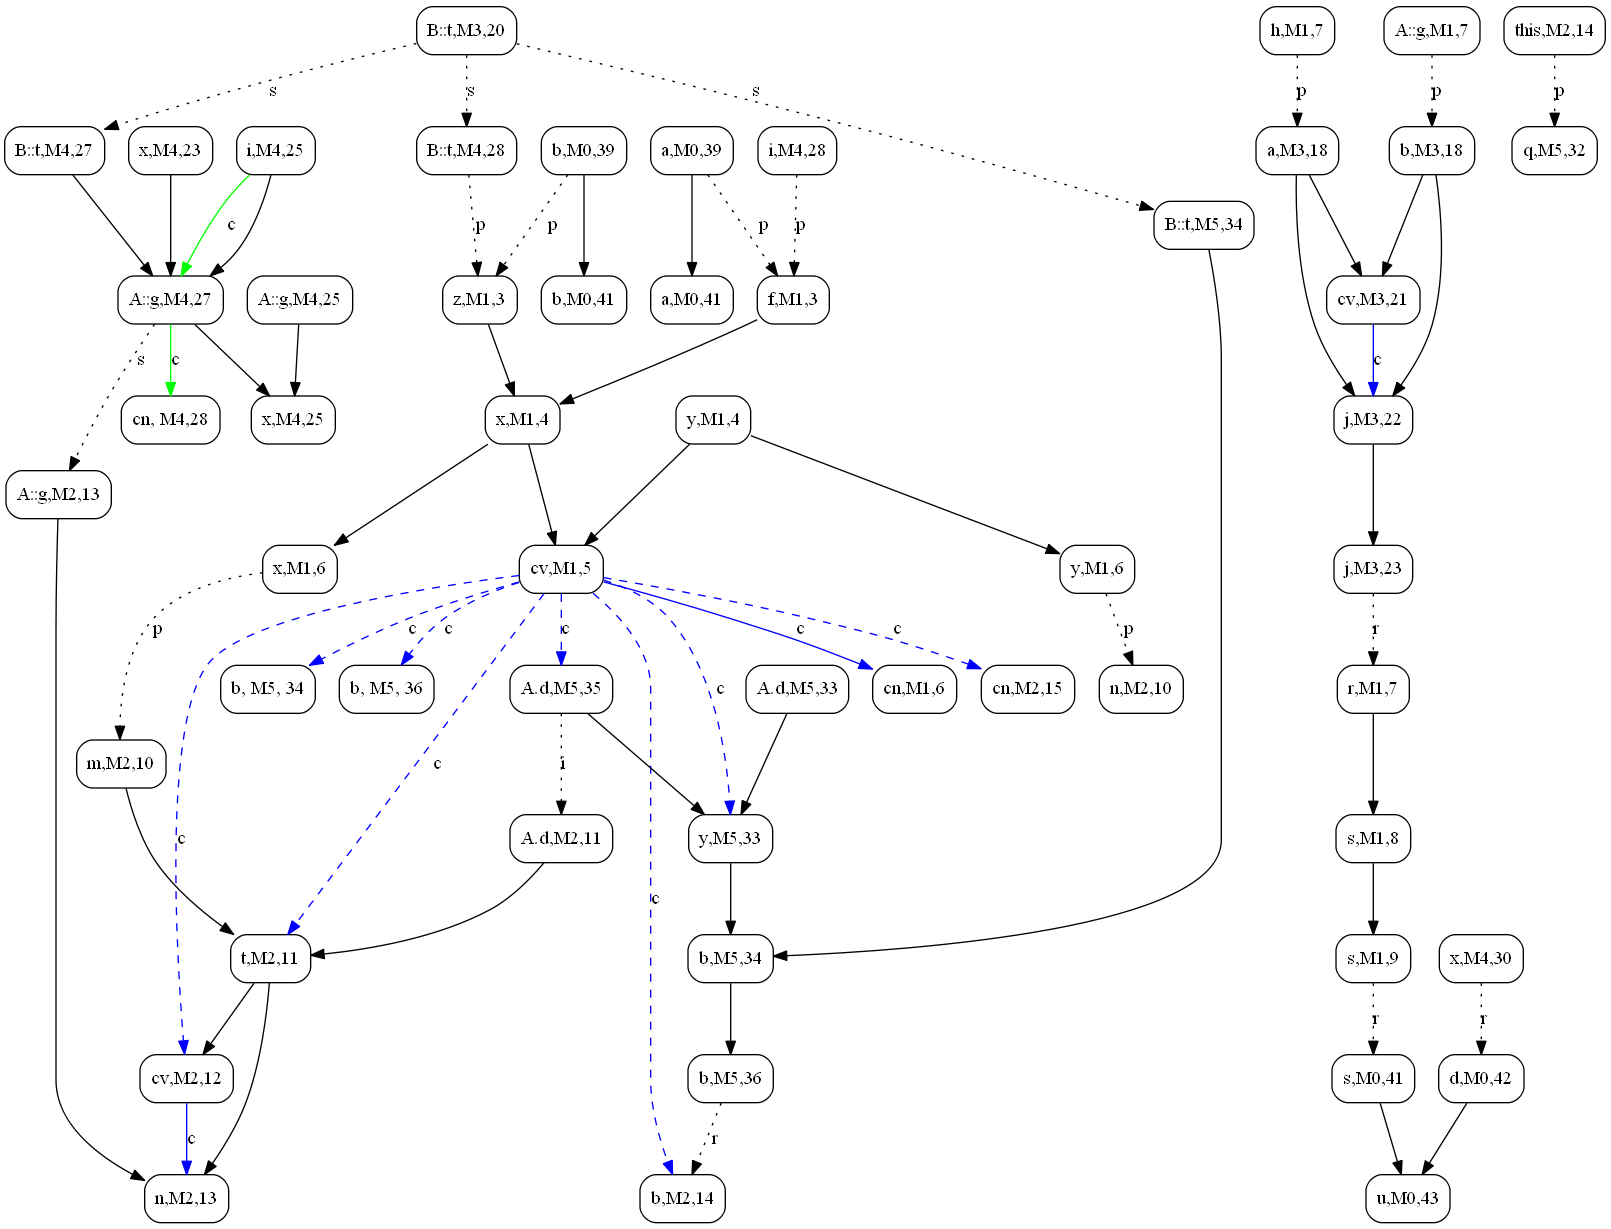 B::t,M3,20
h,M1,7
A::g,M1,7
this,M2,14
s
s
s
p
p
p
B::t,M4,27
x,M4,23
i,M4,25
B::t,M4,28
b,M0,39
a,M0,39
i,M4,28
a,M3,18
b,M3,18
q,M5,32
c
p
p
p
p
B::t,M5,34
A::g,M4,27
A::g,M4,25
z,M1,3
b,M0,41
a,M0,41
f,M1,3
cv,M3,21
s
c
c
cn, M4,28
x,M4,25
x,M1,4
y,M1,4
j,M3,22
A::g,M2,13
x,M1,6
cv,M1,5
y,M1,6
j,M3,23
p
c
c
c
c
c
p
r
b, M5, 34
b, M5, 36
A.d,M5,35
c
A.d,M5,33
cn,M1,6
cn,M2,15
n,M2,10
r,M1,7
m,M2,10
c
i
c
A.d,M2,11
y,M5,33
s,M1,8
c
t,M2,11
b,M5,34
s,M1,9
x,M4,30
r
r
cv,M2,12
b,M5,36
s,M0,41
d,M0,42
c
r
n,M2,13
b,M2,14
u,M0,43